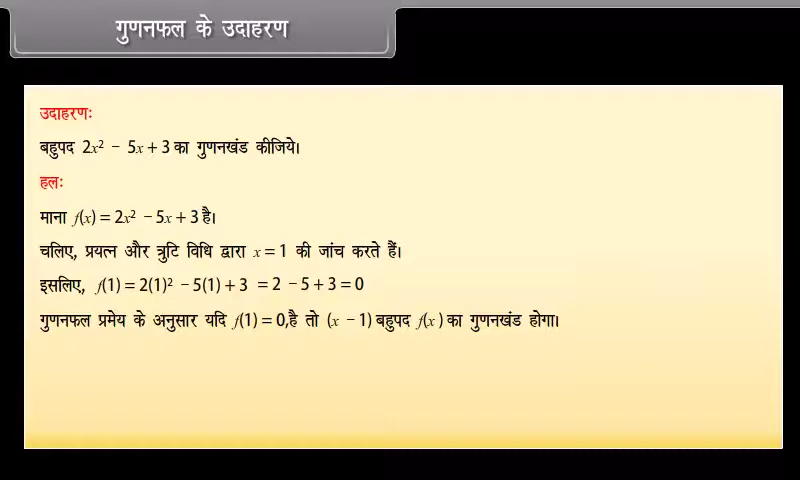 गुणनफल के उदाहरण
उदाहरणः
बहुपद 2x² − 5x + 3 का गुणनखंड कीजिये।
हलः
माना f(x) = 2x² − 5x + 3 है।
चलिए, प्रयत्न और त्रुटि विधि द्वारा x = 1 की जांच करते हैं।
इसलिए, f(1) = 2(1)² − 5(1) + 3 = 2 − 5 + 3 = 0
गुणनफल प्रमेय के अनुसार यदि f(1) = 0,है तो (x − 1) बहुपद f(x) का गुणनखंड होगा।